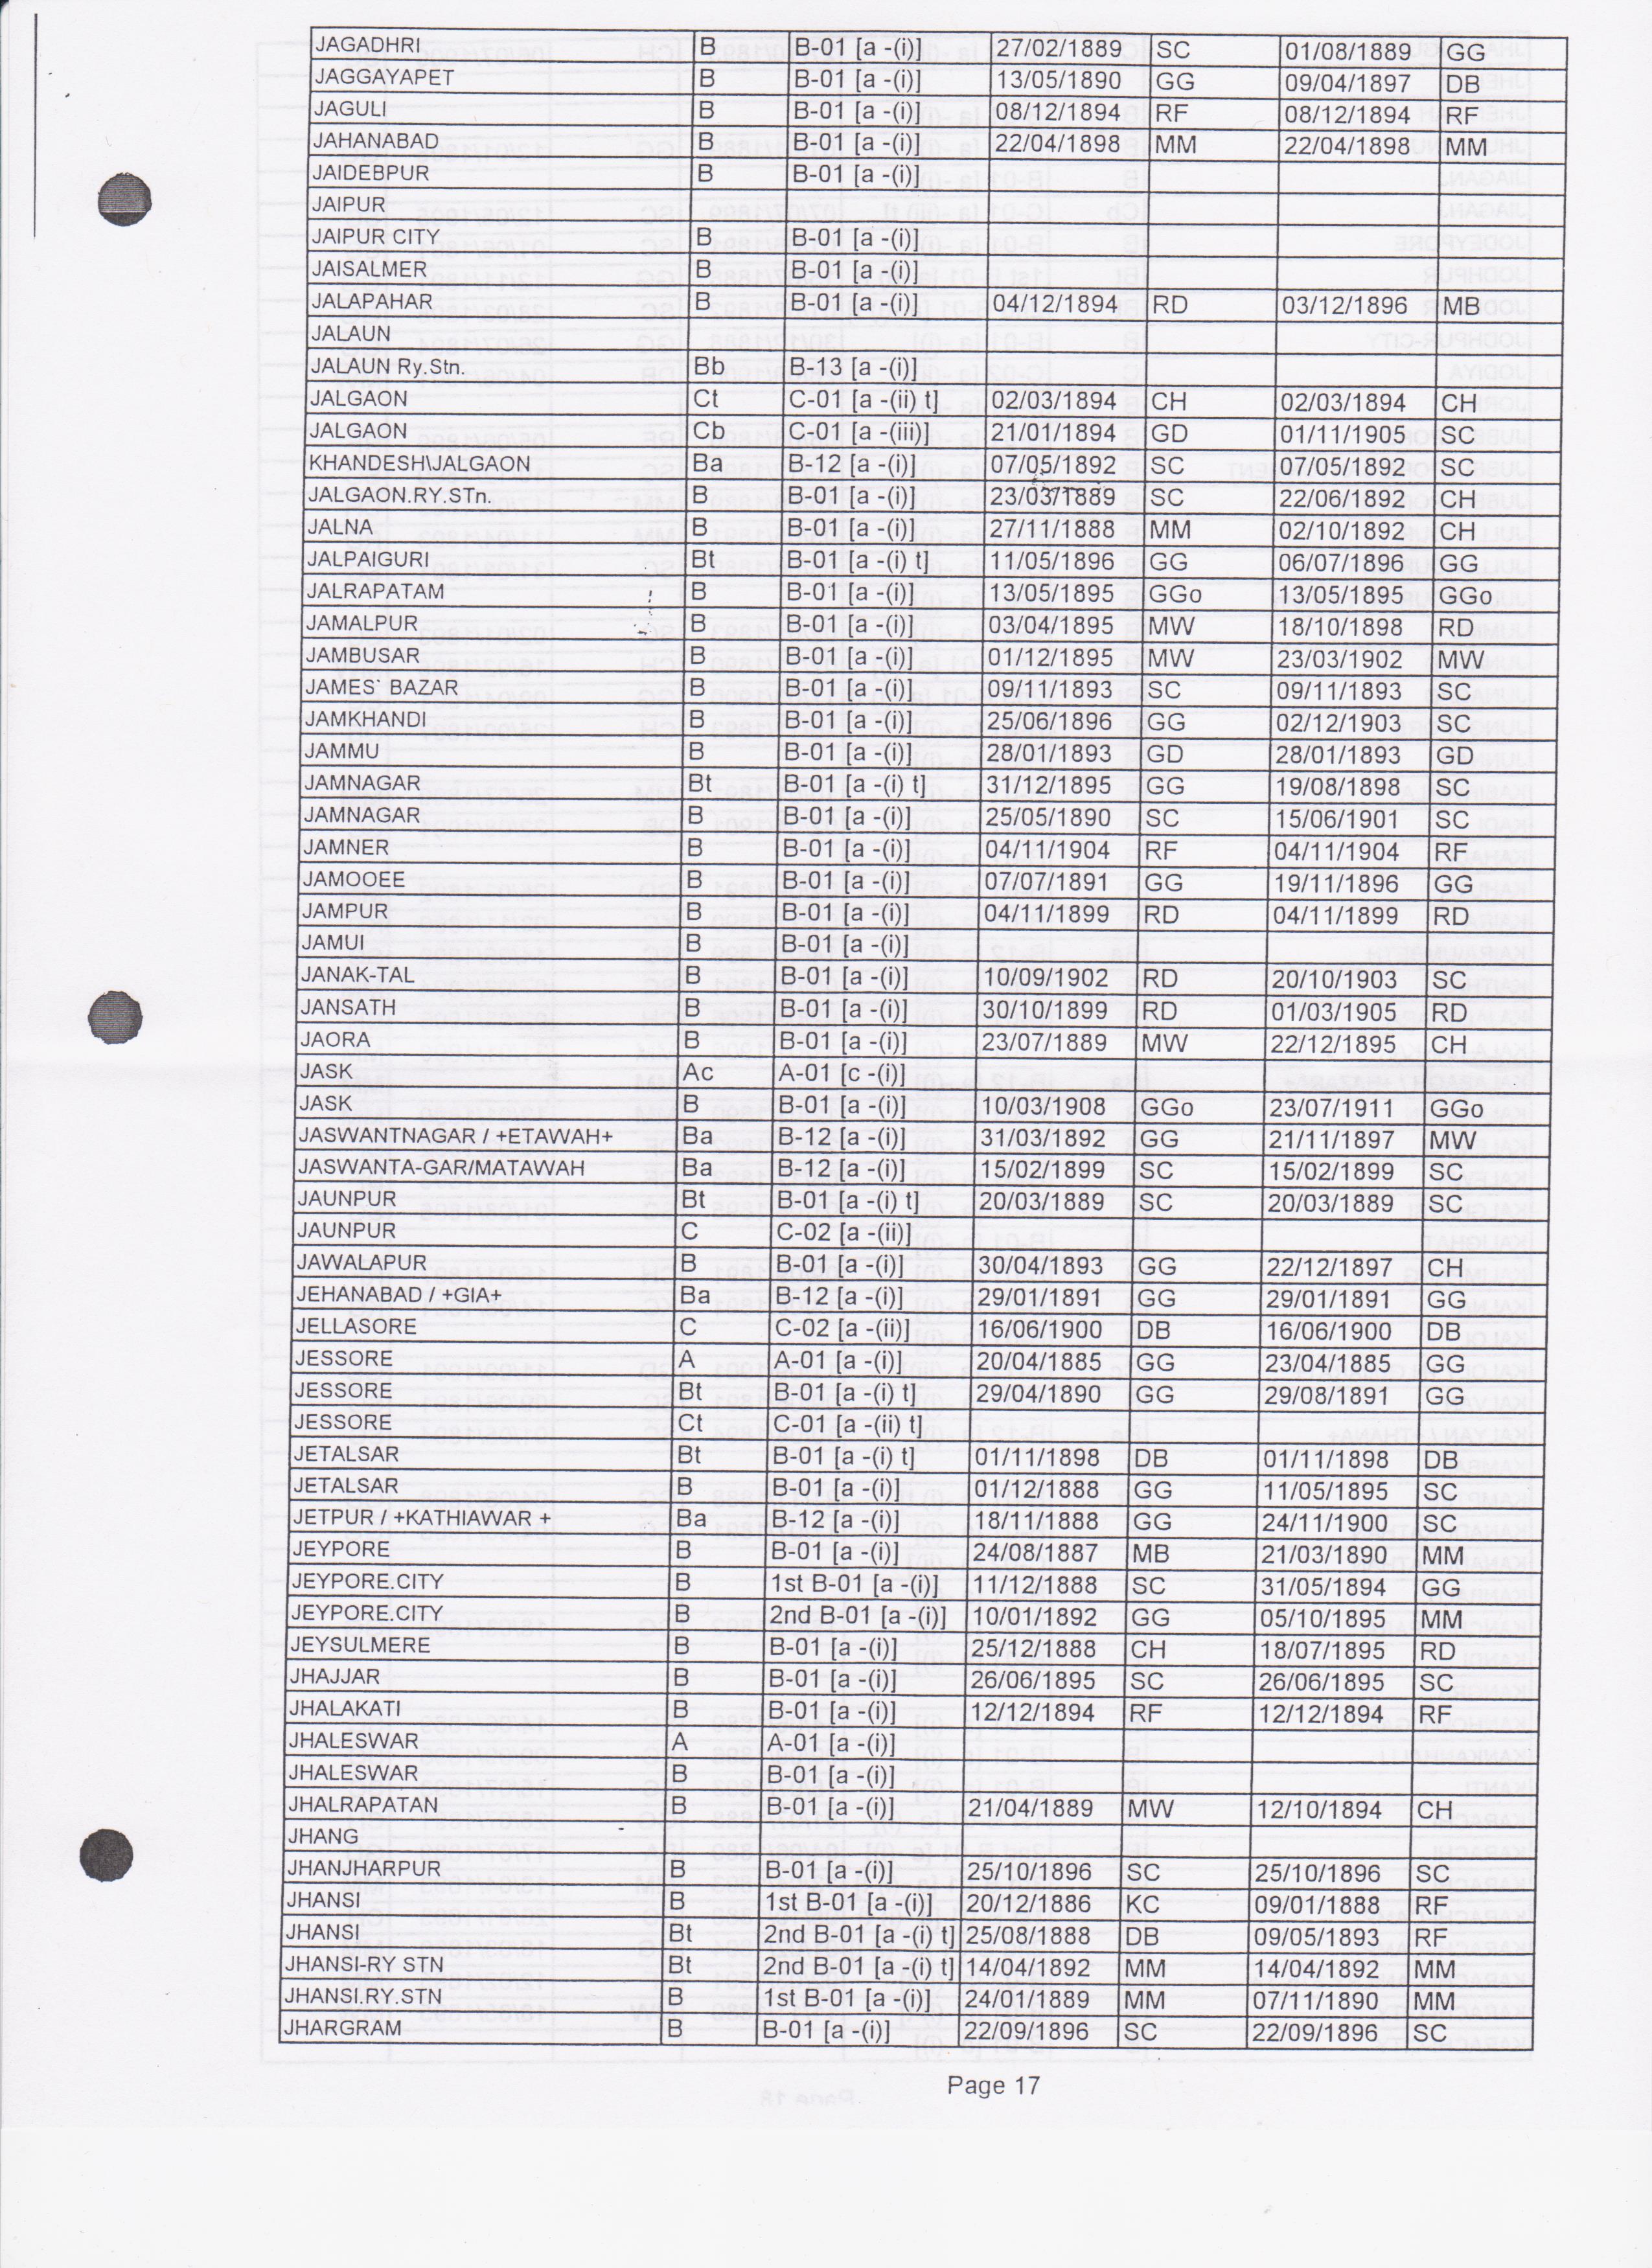 JAGADHRI B B-01 [a -(i)] 27/02/1889 SC 01/08/1889 GG
JAGGAYAPET B B-01 [a -(i)] 13/05/1890 GG 09/04/1897 DB
JAGULI B B-01 [a -(i)] 08/12/1894 RF 08/12/1894 RF
JAHANABAD B B-01 [a -(i)] 22/04/1898 MM 22/04/1898 MM
JAIDEBPUR B B-01 [a -(i)]
JAIPUR
JAIPUR CITY B B-01 [a -(i)]
JAISALMER B B-01 [a -(i)]
JALAPAHAR B B-01 [a -(i)] 04/12/1894 RD 03/12/1896 MB
JALAUN
JALAUN Ry.Stn. Bb B-13 [a -(i)]
JALGAON Ct C-01 [a -(ii) t] 02/03/1894 CH 02/03/1894 CH
JALGAON Cb C-01 [a -(iii)] 21/01/1894 GD 01/11/1905 SC
KHANDESH\JALGAON Ba B-12 [a -(i)] 07/05/1892 SC 07/05/1892 SC
JALGAON.RY.STn. B B-01 [a -(i)] 23/03/1889 SC 22/06/1892 CH
JALNA B B-01 [a -(i)] 27/11/1888 MM 02/10/1892 CH
JALPAIGURI Bt B-01 [a -(i) t] 11/05/1896 GG 06/07/1896 GG
JALRAPATAM B B-01 [a -(i)] 13/05/1895 GGo 13/05/1895 GGo
JAMALPUR B B-01 [a -(i)] 03/04/1895 MW 18/10/1898 RD
JAMBUSAR B B-01 [a -(i)] 01/12/1895 MW 23/03/1902 MW
JAMES` BAZAR B B-01 [a -(i)] 09/11/1893 SC 09/11/1893 SC
JAMKHANDI B B-01 [a -(i)] 25/06/1896 GG 02/12/1903 SC
JAMMU B B-01 [a -(i)] 28/01/1893 GD 28/01/1893 GD
JAMNAGAR Bt B-01 [a -(i) t] 31/12/1895 GG 19/08/1898 SC
JAMNAGAR B B-01 [a -(i)] 25/05/1890 SC 15/06/1901 SC
JAMNER B B-01 [a -(i)] 04/11/1904 RF 04/11/1904 RF
JAMOOEE B B-01 [a -(i)] 07/07/1891 GG 19/11/1896 GG
JAMPUR B B-01 [a -(i)] 04/11/1899 RD 04/11/1899 RD
JAMUI B B-01 [a -(i)]
JANAK-TAL B B-01 [a -(i)] 10/09/1902 RD 20/10/1903 SC
JANSATH B B-01 [a -(i)] 30/10/1899 RD 01/03/1905 RD
JAORA B B-01 [a -(i)] 23/07/1889 MW 22/12/1895 CH
JASK Ac A-01 [c -(i)]
JASK B B-01 [a -(i)] 10/03/1908 GGo 23/07/1911 GGo
JASWANTNAGAR / +ETAWAH+ Ba B-12 [a -(i)] 31/03/1892 GG 21/11/1897 MW
JASWANTA-GAR/MATAWAH Ba B-12 [a -(i)] 15/02/1899 SC 15/02/1899 SC
JAUNPUR Bt B-01 [a -(i) t] 20/03/1889 SC 20/03/1889 SC
JAUNPUR C C-02 [a -(ii)]
JAWALAPUR B B-01 [a -(i)] 30/04/1893 GG 22/12/1897 CH
JEHANABAD / +GIA+ Ba B-12 [a -(i)] 29/01/1891 GG 29/01/1891 GG
JELLASORE C C-02 [a -(ii)] 16/06/1900 DB 16/06/1900 DB
JESSORE A A-01 [a -(i)] 20/04/1885 GG 23/04/1885 GG
JESSORE Bt B-01 [a -(i) t] 29/04/1890 GG 29/08/1891 GG
JESSORE Ct C-01 [a -(ii) t]
JETALSAR Bt B-01 [a -(i) t] 01/11/1898 DB 01/11/1898 DB
JETALSAR B B-01 [a -(i)] 01/12/1888 GG 11/05/1895 SC
JETPUR / +KATHIAWAR + Ba B-12 [a -(i)] 18/11/1888 GG 24/11/1900 SC
JEYPORE B B-01 [a -(i)] 24/08/1887 MB 21/03/1890 MM
JEYPORE.CITY B 1st B-01 [a -(i)] 11/12/1888 SC 31/05/1894 GG
JEYPORE.CITY B 2nd B-01 [a -(i)] 10/01/1892 GG 05/10/1895 MM
JEYSULMERE B B-01 [a -(i)] 25/12/1888 CH 18/07/1895 RD
JHAJJAR B B-01 [a -(i)] 26/06/1895 SC 26/06/1895 SC
JHALAKATI B B-01 [a -(i)] 12/12/1894 RF 12/12/1894 RF
JHALESWAR A A-01 [a -(i)]
JHALESWAR B B-01 [a -(i)]
JHALRAPATAN B B-01 [a -(i)] 21/04/1889 MW 12/10/1894 CH
JHANG
JHANJHARPUR B B-01 [a -(i)] 25/10/1896 SC 25/10/1896 SC
JHANSI B 1st B-01 [a -(i)] 20/12/1886 KC 09/01/1888 RF
JHANSI Bt 2nd B-01 [a -(i) t] 25/08/1888 DB 09/05/1893 RF
JHANSI-RY STN Bt 2nd B-01 [a -(i) t] 14/04/1892 MM 14/04/1892 MM
JHANSI.RY.STN B 1st B-01 [a -(i)] 24/01/1889 MM 07/11/1890 MM
JHARGRAM B B-01 [a -(i)] 22/09/1896 SC 22/09/1896 SC
Page 17